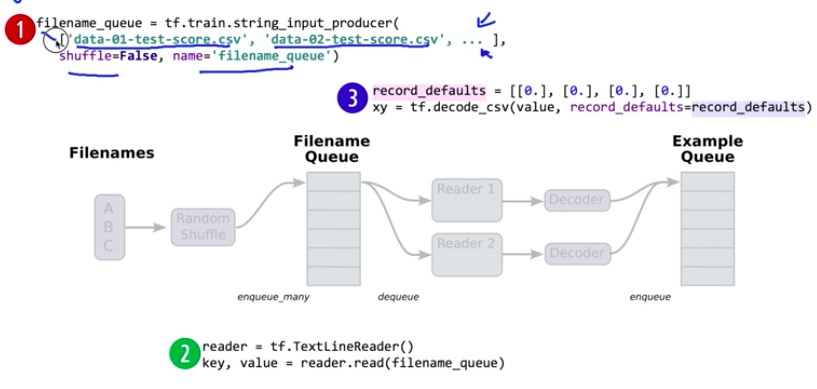 1
filename_queue = tf.train.string_input_producer(
['data-01-test-score.csv', 'data-02-test-score.csv', ... ],
shuffle=False, name='filename_queue')
3
record_defaults = [[0.], [0.], [0.], [0.]]
xy = tf.decode_csv(value, record_defaults=record_defaults)
Filenames
Filename
Queue
Example
Queue
A
B
C
Random
Shuffle
Reader 1
Decoder
Reader 2
Decoder
enqueue_many
dequeue
enqueue
2
reader = tf.TextLineReader()
key, value = reader.read(filename_queue)